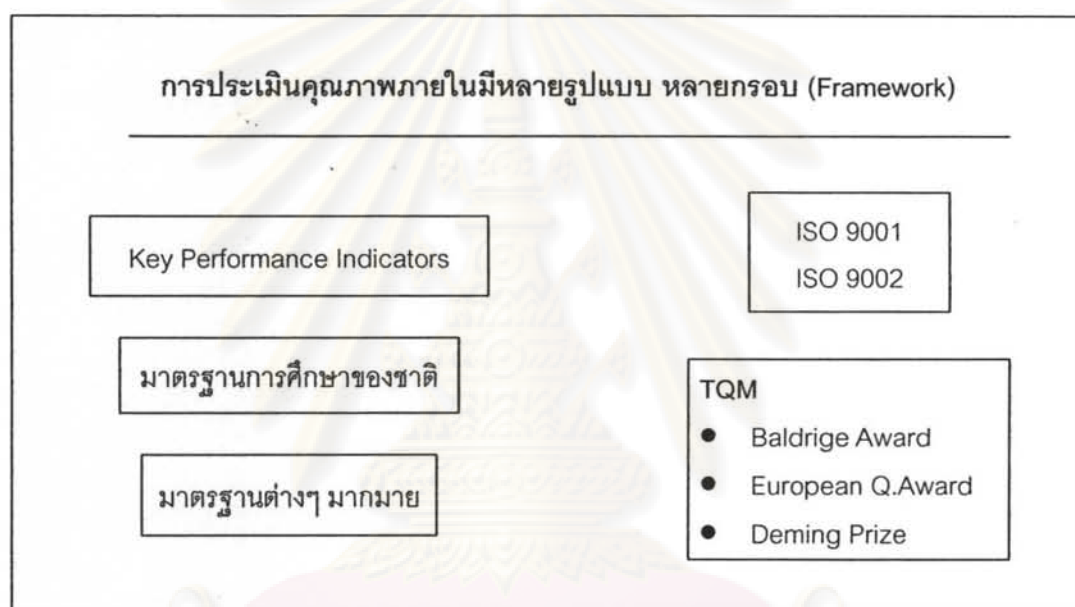 การประเมินคุณภาพภายในมีหลายรูปแบบ หลายกรอบ (Framework)
Key Performance Indicators
มาตรฐานการศึกษาของชาติ
มาตรฐานต่างๆ มากมาย
ISO 9001
ISO 9002
TQM
● Baldrige Award
● European Q.Award
● Deming Prize